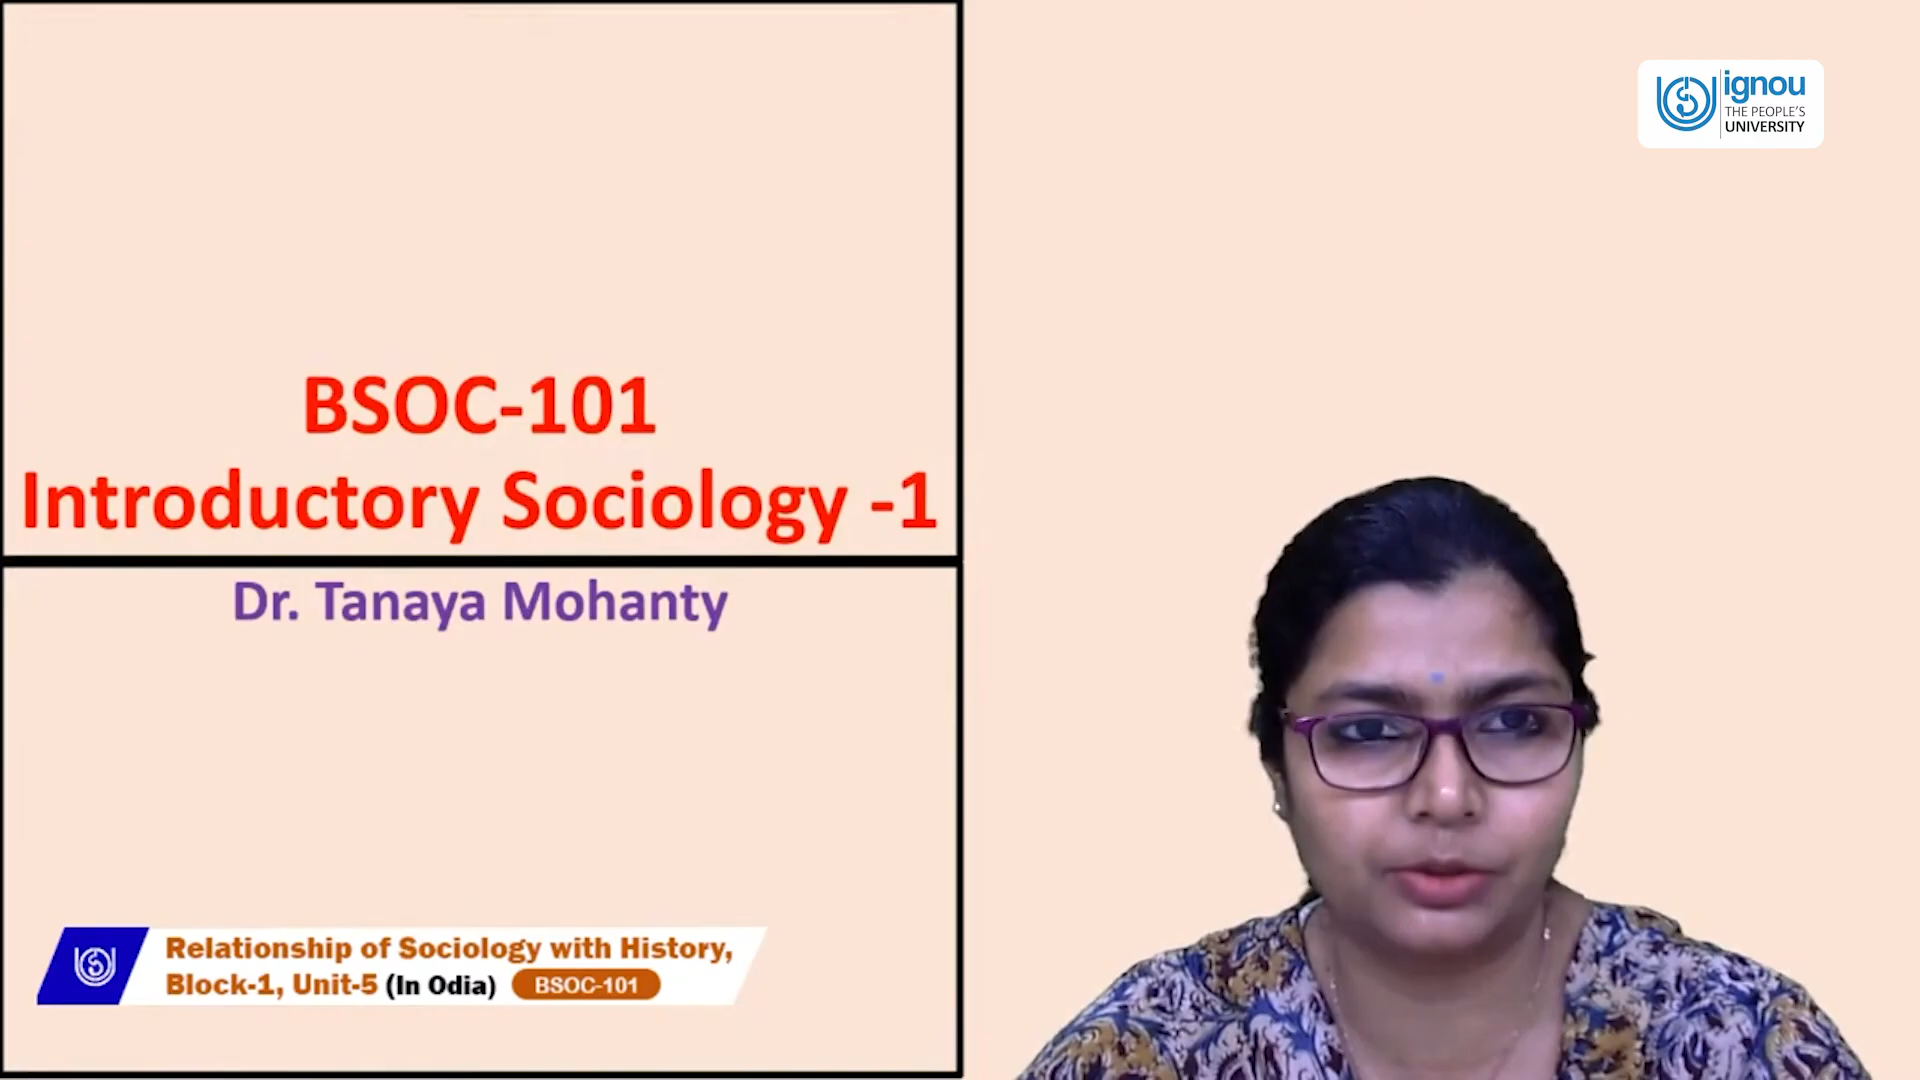 ignou
THE PEOPLE'S
UNIVERSITY
BSOC-101
Introductory Sociology -1
Dr. Tanaya Mohanty
Relationship of Sociology with History,
Block-1, Unit-5 (In Odia) BSOC-101